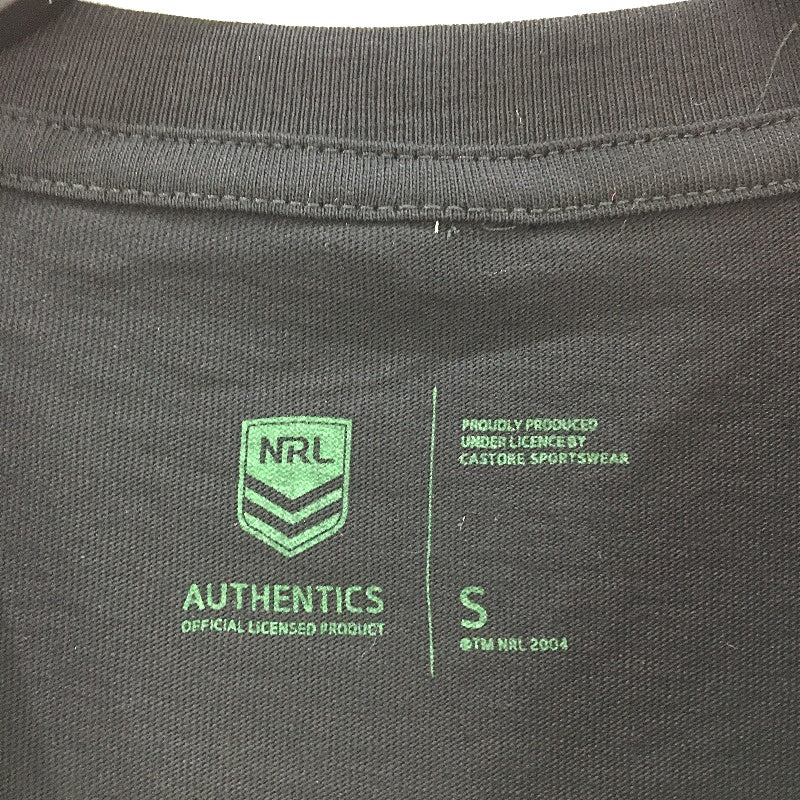 NRL
AUTHENTICS
OFFICIAL LICENSED PRODUCT
PROUDLY PRODUCED
UNDER LICENCE BY
CASTORE SPORTSWEAR
S
©TM NRL 2004